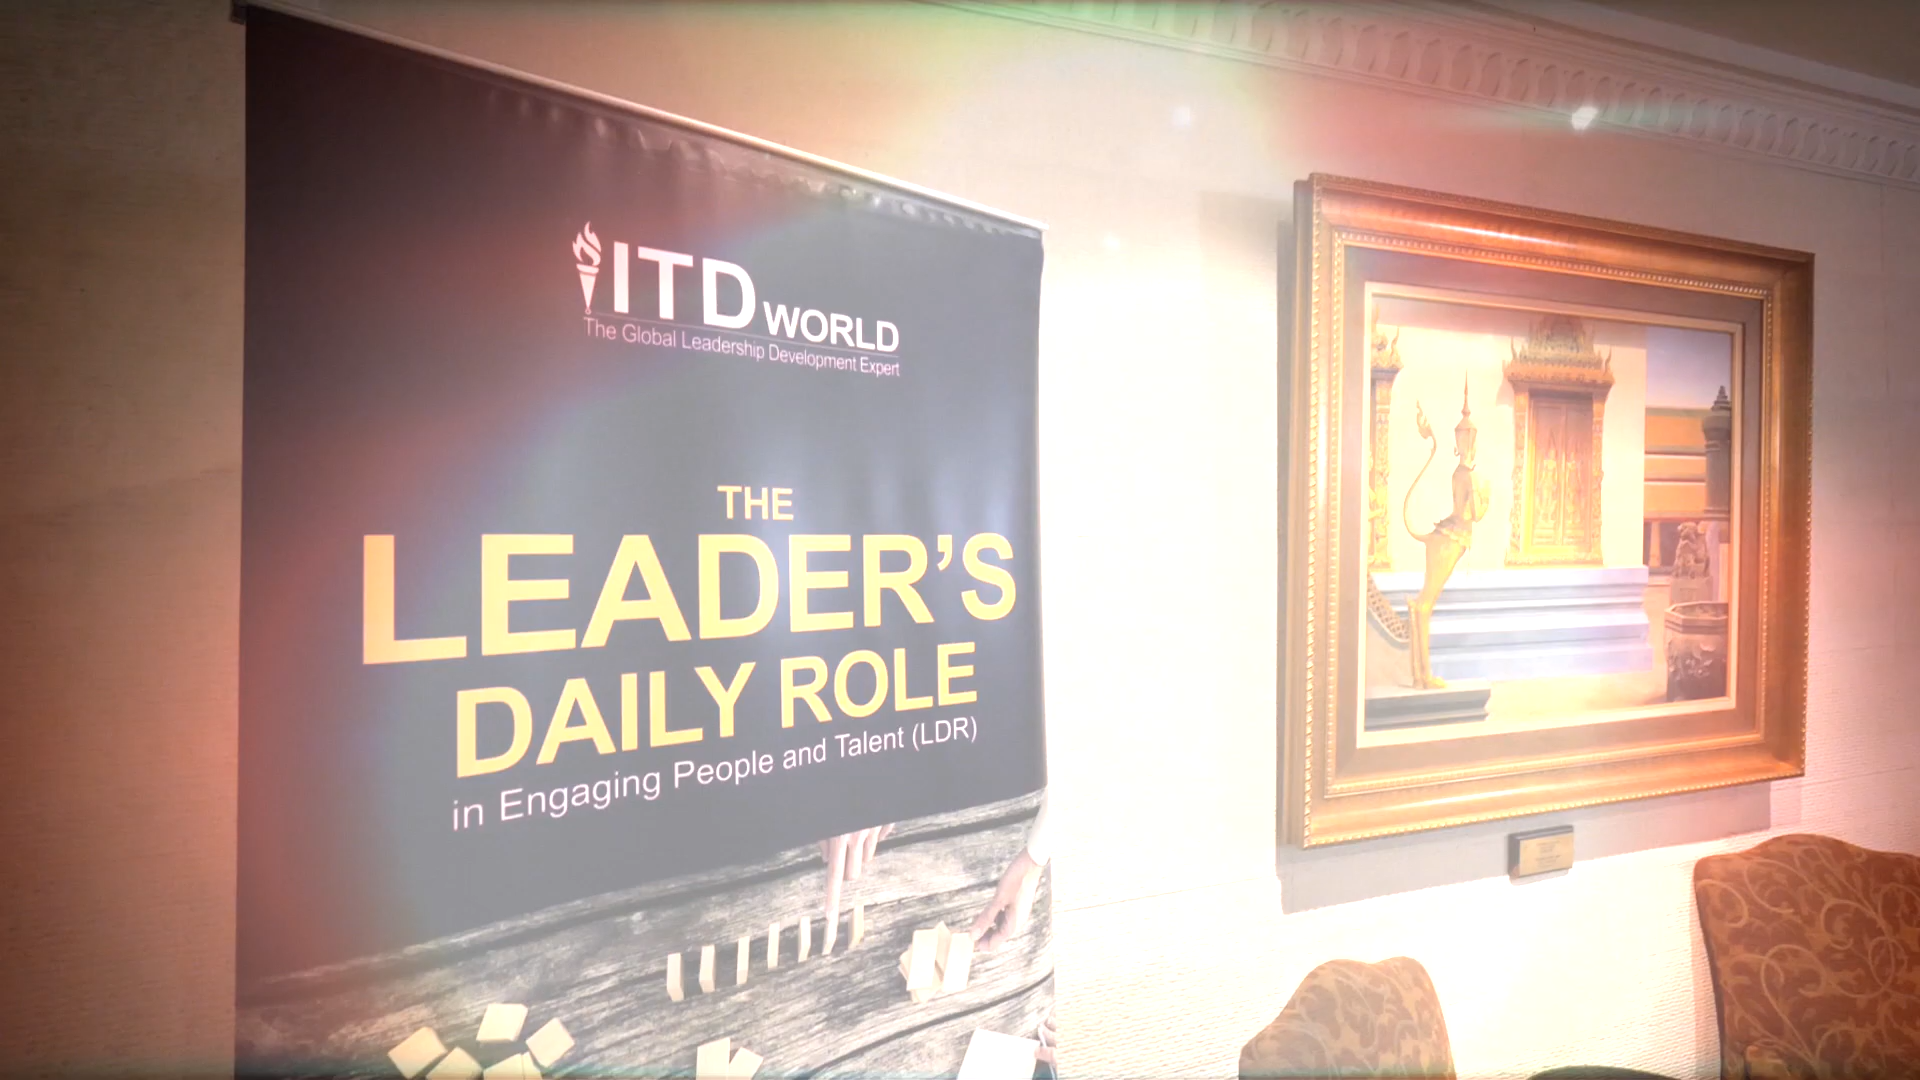 ITD WORLD
The Global Leadership Development Expert
THE
LEADER'S
DAILY ROLE
in Engaging People and Talent (LDR)